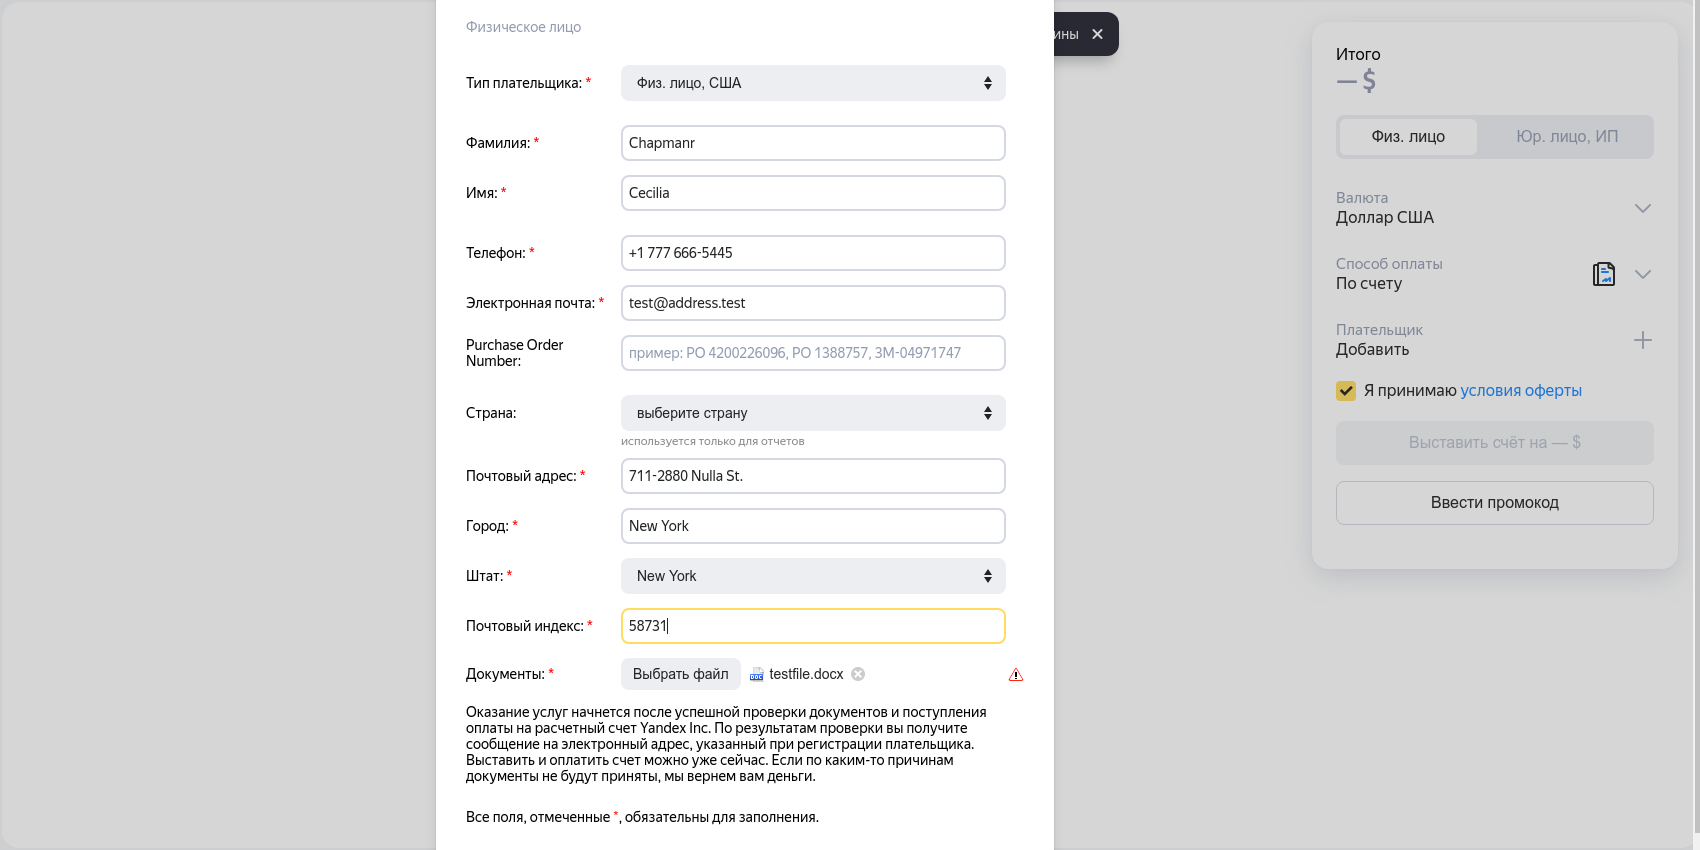 Физическое лицо
Тип плательщика: *
Физ. лицо, США
Фамилия: *
Chapmanr
Имя: *
Cecilia
Телефон: *
+1 777 666-5445
Электронная почта: *
test@address.test
Purchase Order
Number:
пример: PO 4200226096, PO 1388757, 3M-04971747
Страна:
выберите страну
используется только для отчетов
Почтовый адрес: *
711-2880 Nulla St.
Город: *
New York
Штат: *
New York
Почтовый индекс: *
58731
Документы: *
Выбрать файл
testfile.docx
Оказание услуг начнется после успешной проверки документов и поступления
оплаты на расчетный счет Yandex Inc. По результатам проверки вы получите
сообщение на электронный адрес, указанный при регистрации плательщика.
Выставить и оплатить счет можно уже сейчас. Если по каким-то причинам
документы не будут приняты, мы вернем вам деньги.
Все поля, отмеченные *, обязательны для заполнения.
Итого
— $
Физ. лицо
Юр. лицо, ИП
Валюта
Доллар США
Способ оплаты
По счету
Плательщик
Добавить
Я принимаю условия оферты
Выставить счёт на — $
Ввести промокод